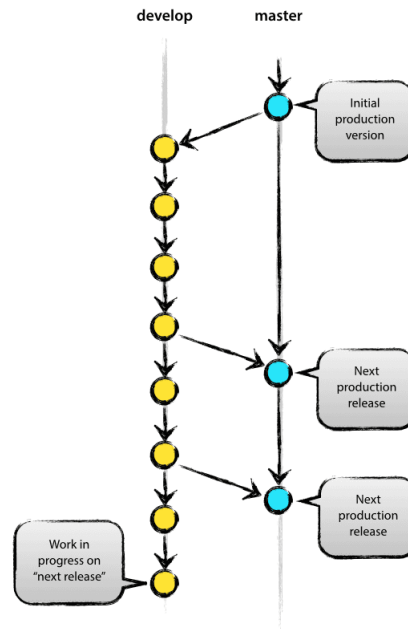 develop
master
Initial
production
version
Next
production
release
Next
production
release
Work in
progress on
“next release”